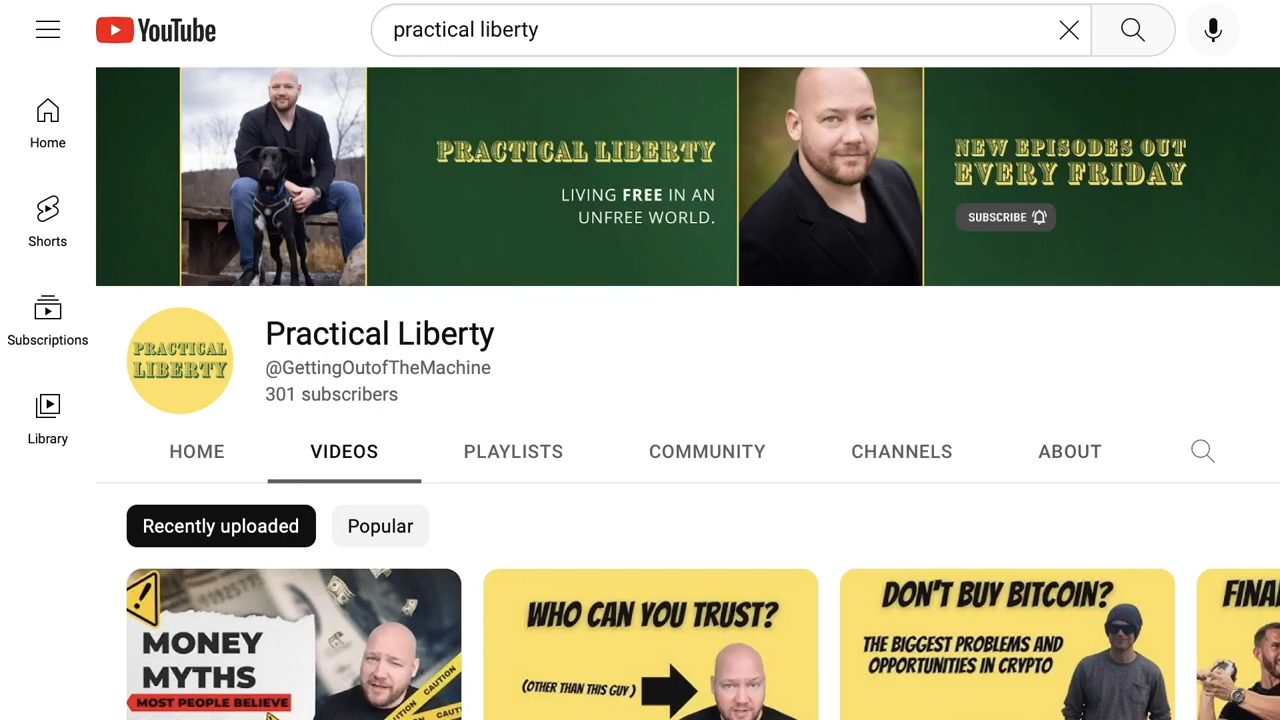 YouTube
practical liberty
Home
Shorts
Subscriptions
Library
PRACTICAL LIBERTY
LIVING FREE IN AN
UNFREE WORLD.
NEW EPISODES OUT
EVERY FRIDAY
SUBSCRIBE
PRACTICAL
LIBERTY
Practical Liberty
@GettingOutofTheMachine
301 subscribers
HOME
VIDEOS
PLAYLISTS
COMMUNITY
CHANNELS
ABOUT
Recently uploaded
Popular
MONEY
MYTHS
MOST PEOPLE BELIEVE
CAUTION
CAUTION
WHO CAN YOU TRUST?
(OTHER THAN THIS GUY)
DON'T BUY BITCOIN?
THE BIGGEST PROBLEMS AND
OPPORTUNITIES IN CRYPTO